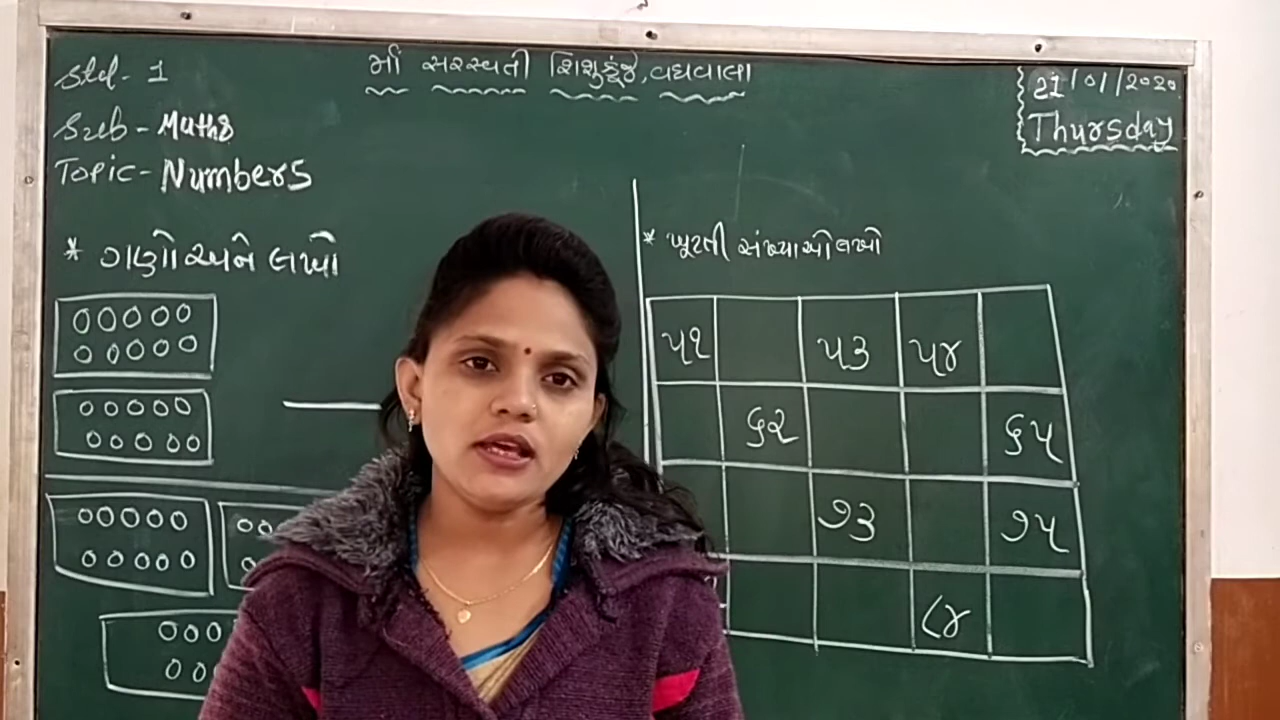 Std - 1
Sub - Maths
Topic - Numbers
માઁ સરસ્વતી શિશુકુંજ, વઘવાલા
21/01/2020
Thursday
* ગણો અને લખો
* ખૂટતી સંખ્યાઓ લખો
૫૧ ૫૩ ૫૪
૬૨ ૬૫
૭૩ ૭૫
૮૪